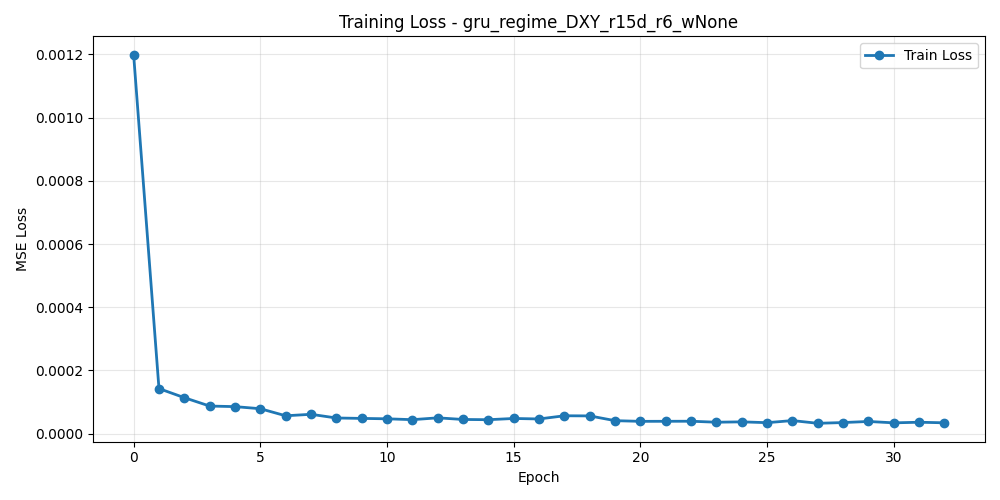 Training Loss - gru_regime_DXY_r15d_r6_wNone
Train Loss
MSE Loss
0.0012
0.0010
0.0008
0.0006
0.0004
0.0002
0.0000
0 5 10 15 20 25 30
Epoch